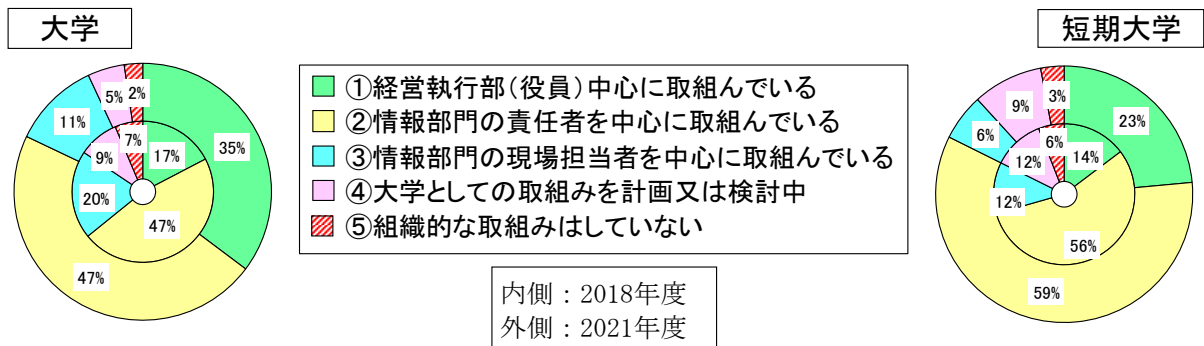 大学
短期大学
①経営執行部(役員)中心に取組んでいる
②情報部門の責任者を中心に取組んでいる
③情報部門の現場担当者を中心に取組んでいる
④大学としての取組みを計画又は検討中
⑤組織的な取組みはしていない
5%
2%
11%
35%
7%
17%
9%
20%
47%
47%
9%
3%
23%
6%
6%
14%
12%
12%
56%
59%
内側:2018年度
外側:2021年度